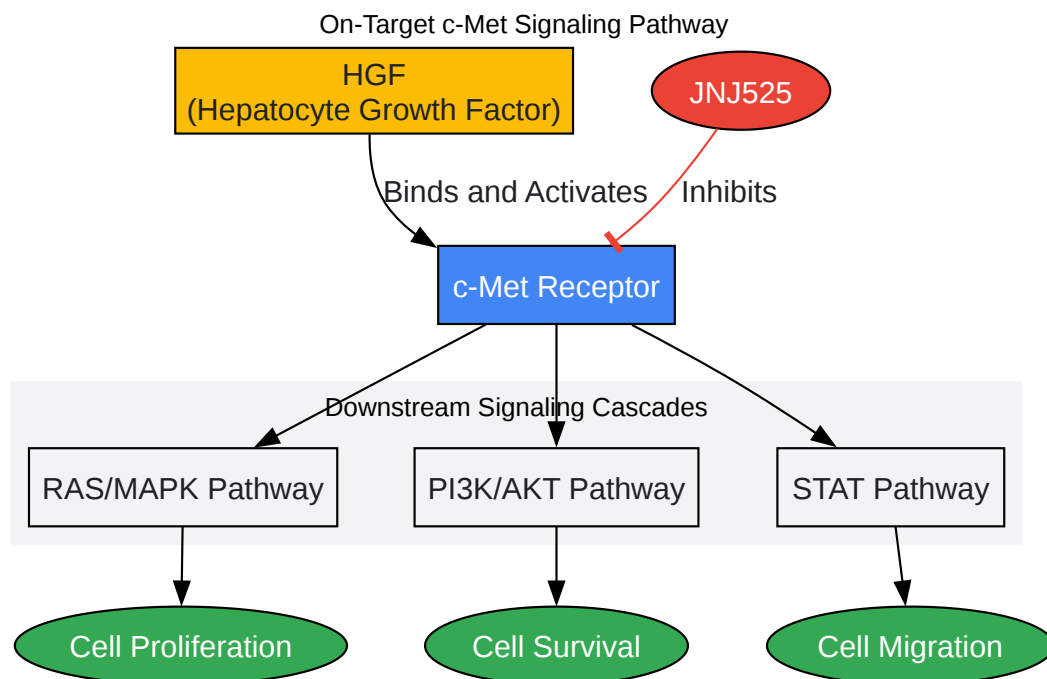 On-Target c-Met Signaling Pathway
HGF
(Hepatocyte Growth Factor)
JNJ525
Binds and Activates
Inhibits
c-Met Receptor
Downstream Signaling Cascades
RAS/MAPK Pathway
PI3K/AKT Pathway
STAT Pathway
Cell Proliferation
Cell Survival
Cell Migration